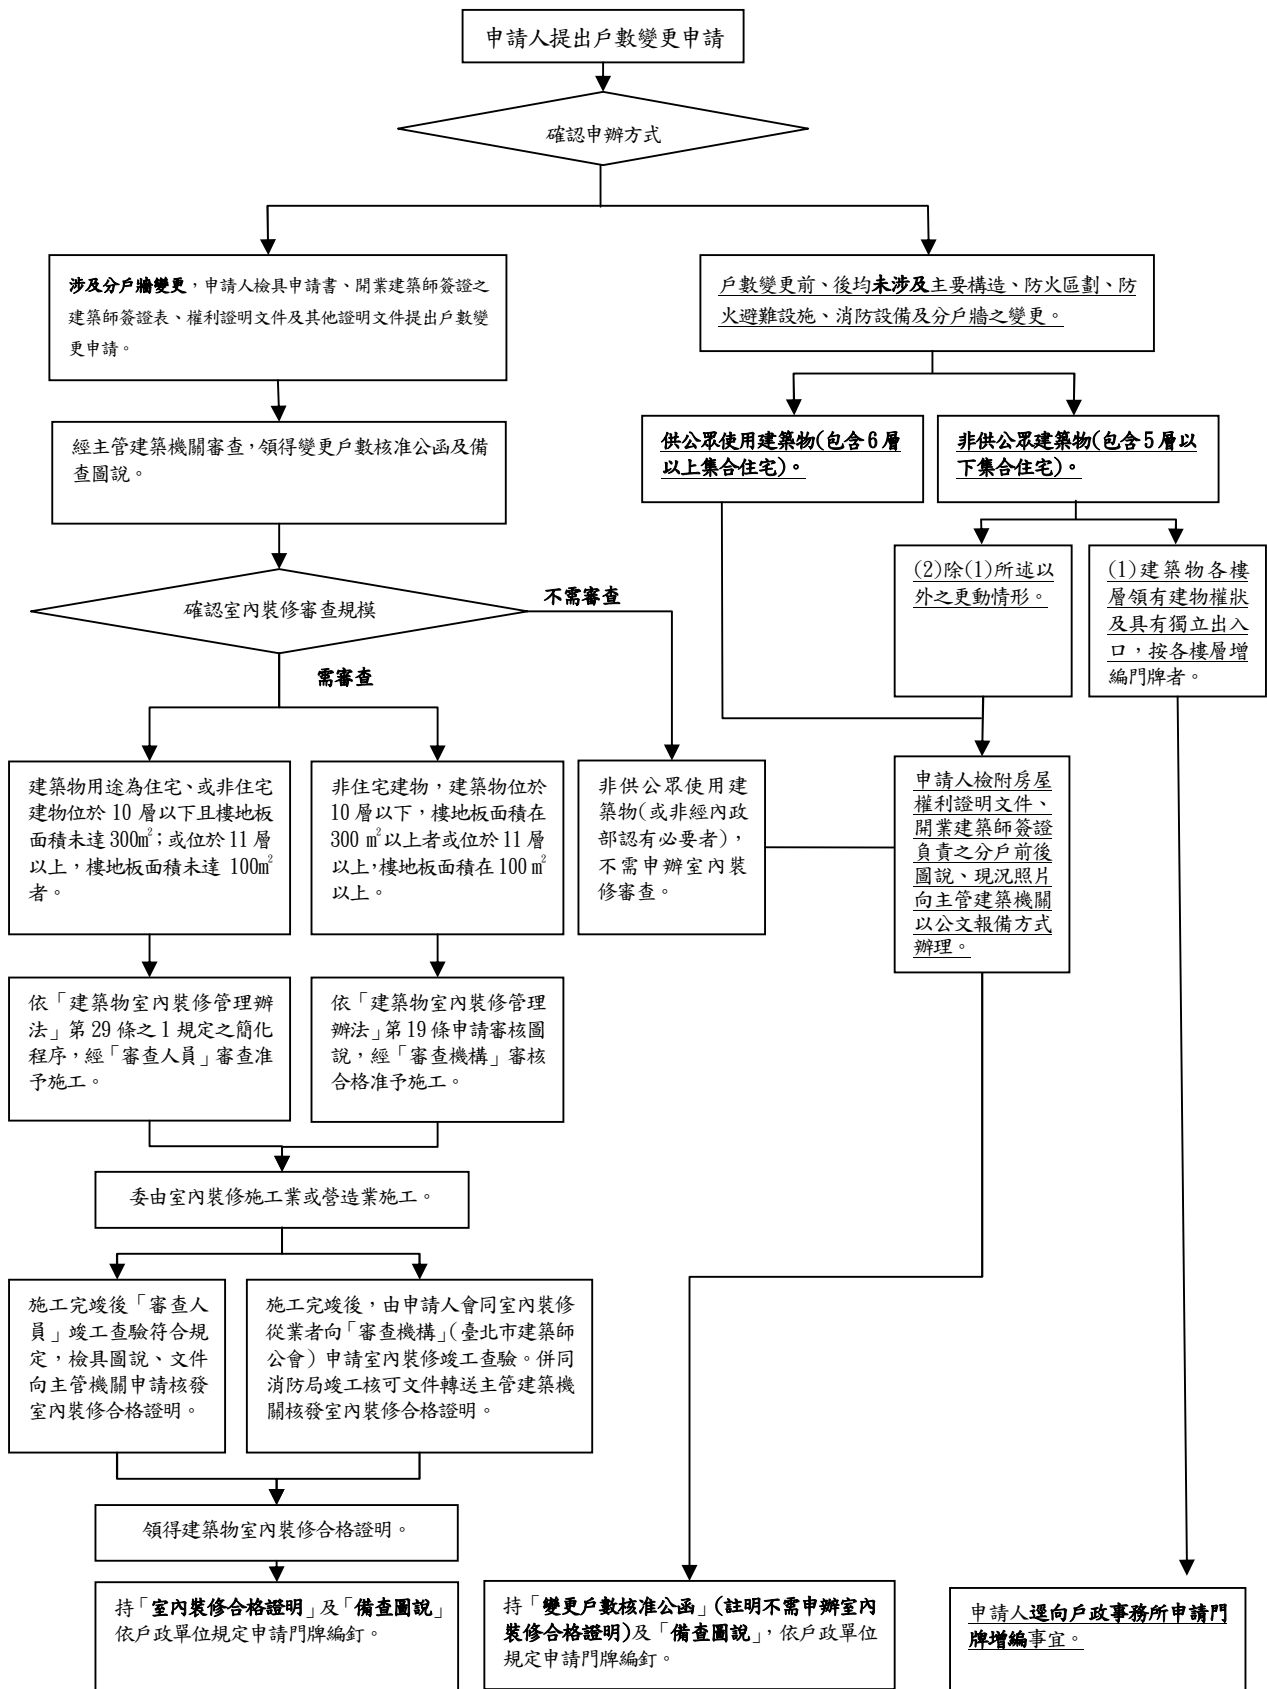 申請人提出戶數變更申請
確認申辦方式
涉及分戶牆變更，申請人檢具申請書、開業建築師簽證之
建築師簽證表、權利證明文件及其他證明文件提出戶數變
更申請。
戶數變更前、後均未涉及主要構造、防火區劃、防
火避難設施、消防設備及分戶牆之變更。
經主管建築機關審查，領得變更戶數核准公函及備
查圖說。
供公眾使用建築物(包含6層
以上集合住宅)。
非供公眾建築物(包含5層以
下集合住宅)。
確認室內裝修審查規模
不需審查
需審查
(2)除(1)所述以
外之更動情形。
(1)建築物各樓
層領有建物權狀
及具有獨立出入
口，按各樓層增
編門牌者。
建築物用途為住宅、或非住宅
建物位於 10 層以下且樓地板
面積未達 300㎡；或位於 11 層
以上，樓地板面積未達 100㎡
者。
非住宅建物，建築物位於
10 層以下，樓地板面積在
300 ㎡以上者或位於 11 層
以上，樓地板面積在 100 ㎡
以上。
非供公眾使用建
築物(或非經內政
部認有必要者)，
不需申辦室內裝
修審查。
申請人檢附房屋
權利證明文件、
開業建築師簽證
負責之分戶前後
圖說、現況照片
向主管建築機關
以公文報備方式
辦理。
依「建築物室內裝修管理辦
法」第 29 條之 1 規定之簡化
程序，經「審查人員」審查准
予施工。
依「建築物室內裝修管理
辦法」第 19 條申請審核圖
說，經「審查機構」審核
合格准予施工。
委由室內裝修施工業或營造業施工。
施工完竣後「審查人
員」竣工查驗符合規
定，檢具圖說、文件
向主管機關申請核發
室內裝修合格證明。
施工完竣後，由申請人會同室內裝修
從業者向「審查機構」（臺北市建築師
公會）申請室內裝修竣工查驗。併同
消防局竣工核可文件轉送主管建築機
關核發室內裝修合格證明。
領得建築物室內裝修合格證明。
持「室內裝修合格證明」及「備查圖說」
依戶政單位規定申請門牌編釘。
持「變更戶數核准公函」(註明不需申辦室內
裝修合格證明)及「備查圖說」，依戶政單位
規定申請門牌編釘。
申請人逕向戶政事務所申請門
牌增編事宜。